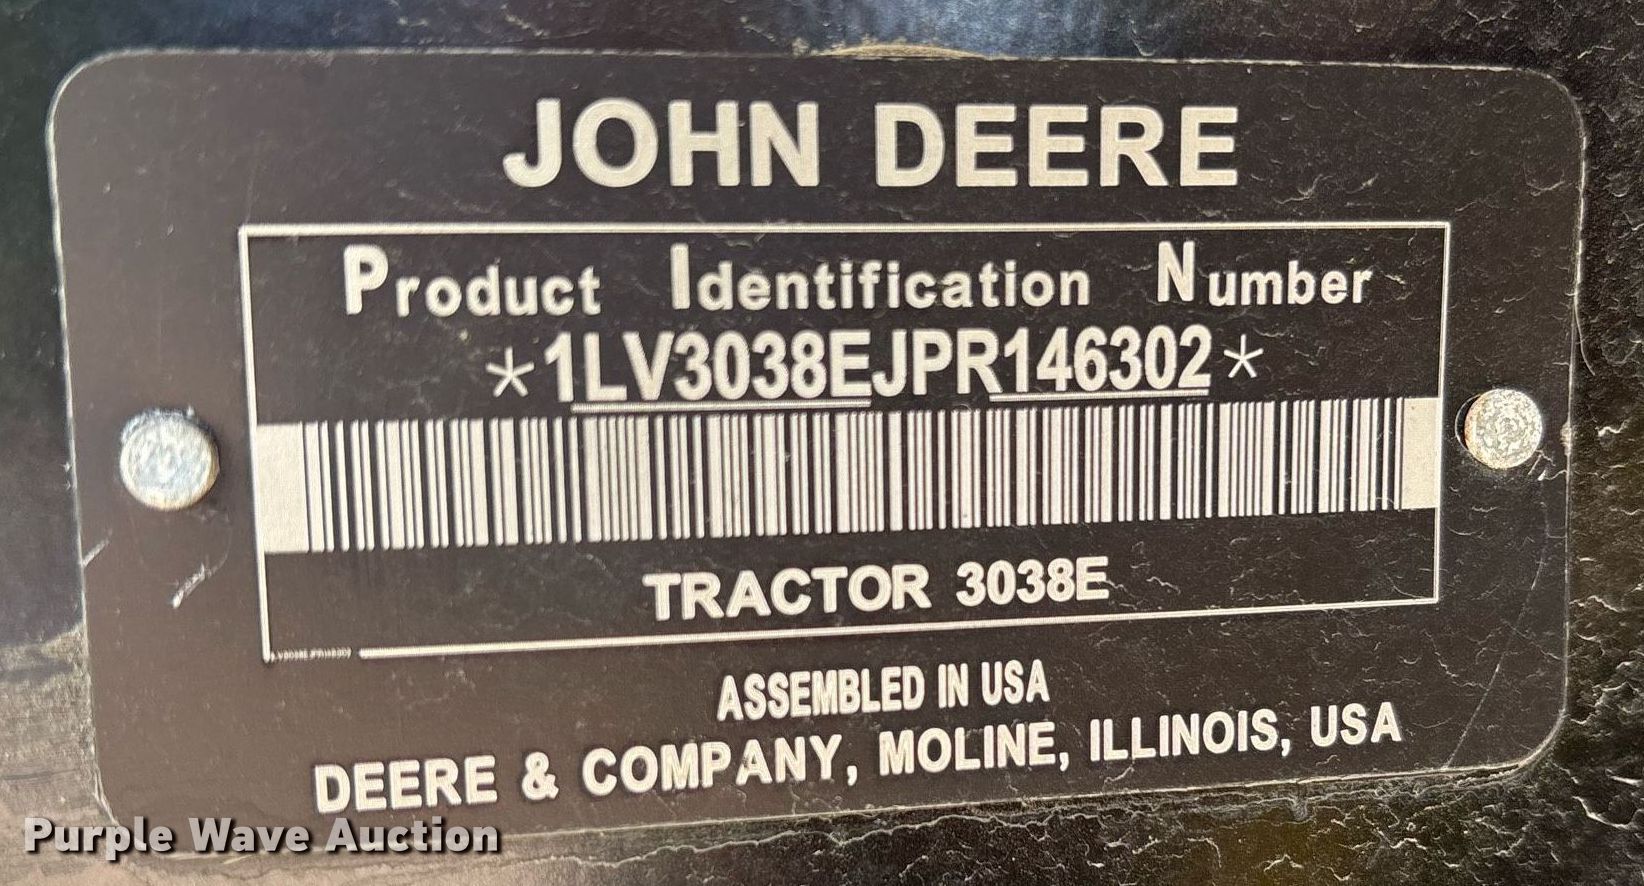 JOHN DEERE
Product Identification Number
*1LV3038EJPR146302*
TRACTOR 3038E
ASSEMBLED IN USA
DEERE & COMPANY, MOLINE, ILLINOIS, USA
Purple Wave Auction